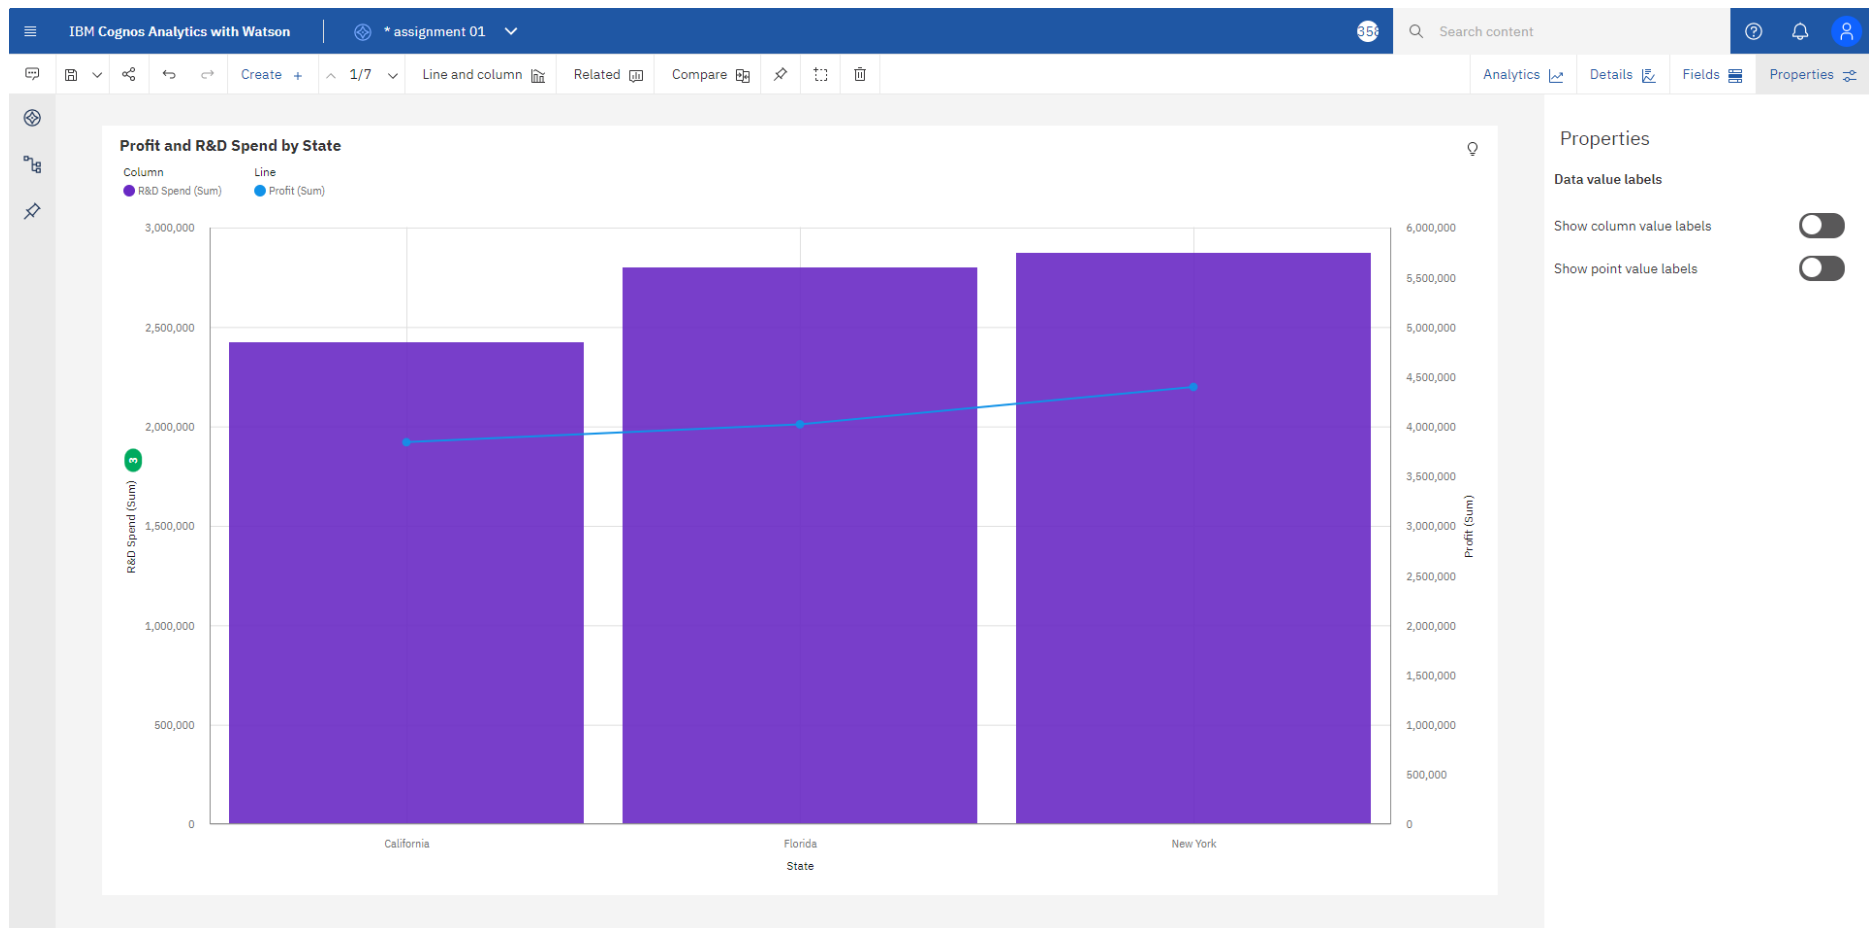 IBM Cognos Analytics with Watson
* assignment 01
358
Search content
Create +
1/7
Line and column
Related
Compare
Analytics
Details
Fields
Properties
Profit and R&D Spend by State
Column
Line
R&D Spend (Sum)
Profit (Sum)
3,000,000
2,500,000
2,000,000
1,500,000
1,000,000
500,000
0
3
R&D Spend (Sum)
6,000,000
5,500,000
5,000,000
4,500,000
4,000,000
3,500,000
3,000,000
2,500,000
2,000,000
1,500,000
1,000,000
500,000
0
Profit (Sum)
California
Florida
New York
State
Properties
Data value labels
Show column value labels
Show point value labels